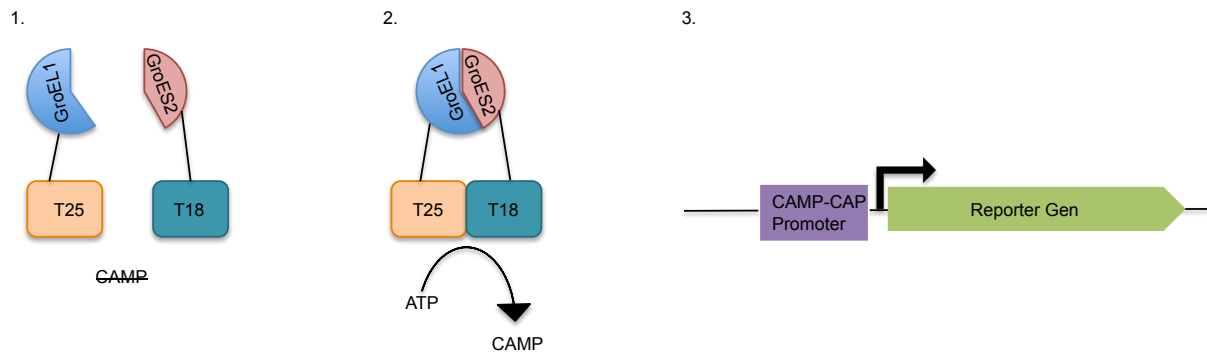 1.
GroEL1
GroES2
T25
T18
CAMP
2.
GroEL1
GroES2
T25
T18
ATP
CAMP
3.
CAMP-CAP
Promoter
Reporter Gen